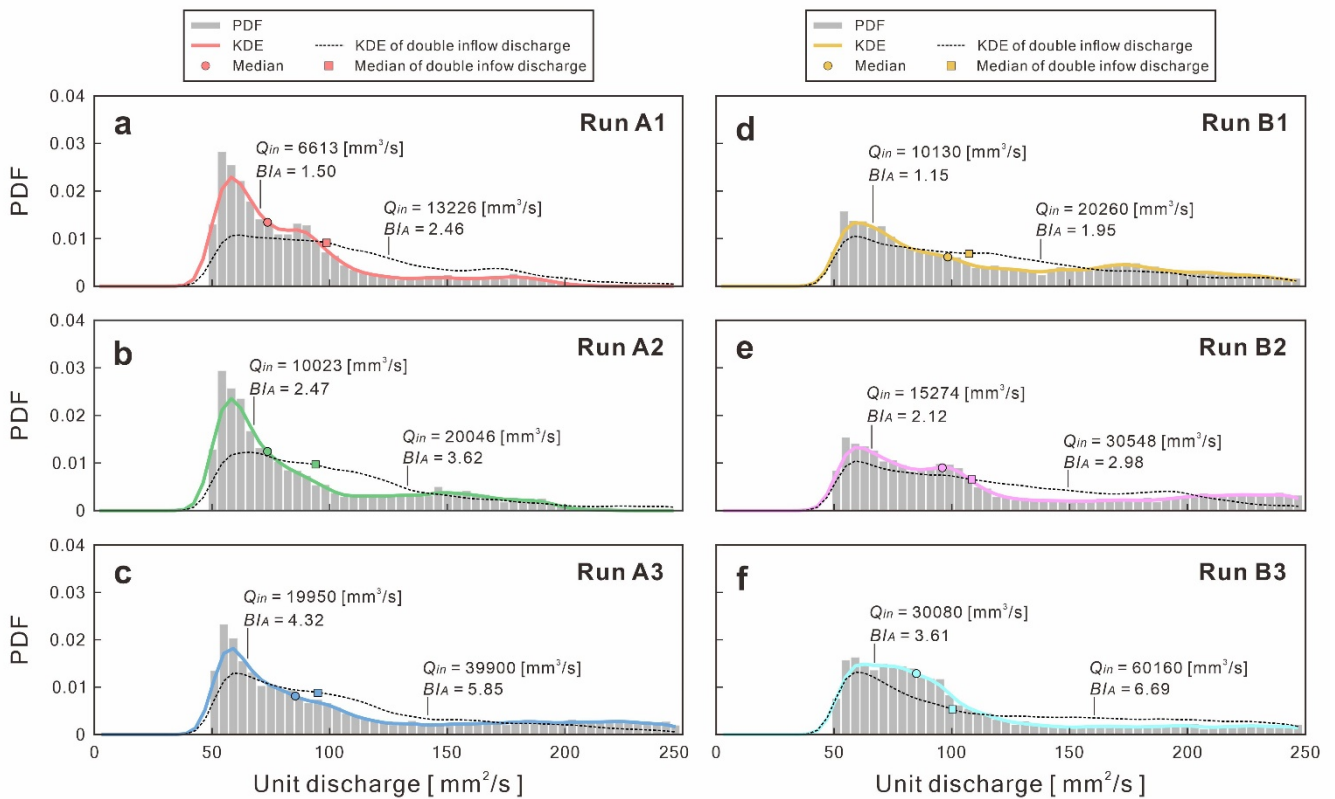 PDF
KDE
KDE of double inflow discharge
Median
Median of double infow discharge
PDF
KDE
KDE of double inflow discharge
Median
Median of double infow discharge
PDF
0.04
0.03
0.02
0.01
0
a
Run A1
Qin = 6613 [mm³/s]
BIA = 1.50
Qin = 13226 [mm³/s]
BIA = 2.46
d
Run B1
Qin = 10130 [mm³/s]
BIA = 1.15
Qin = 20260 [mm³/s]
BIA = 1.95
PDF
0.04
0.03
0.02
0.01
0
b
Run A2
Qin = 10023 [mm³/s]
BIA = 2.47
Qin = 20046 [mm³/s]
BIA = 3.62
e
Run B2
Qin = 15274 [mm³/s]
BIA = 2.12
Qin = 30548 [mm³/s]
BIA = 2.98
PDF
0.04
0.03
0.02
0.01
0
c
Run A3
Qin = 19950 [mm³/s]
BIA = 4.32
Qin = 39900 [mm³/s]
BIA = 5.85
f
Run B3
Qin = 30080 [mm³/s]
BIA = 3.61
Qin = 60160 [mm³/s]
BIA = 6.69
0 50 100 150 200 250
0 50 100 150 200 250
Unit discharge [ mm²/s ]
Unit discharge [ mm²/s ]